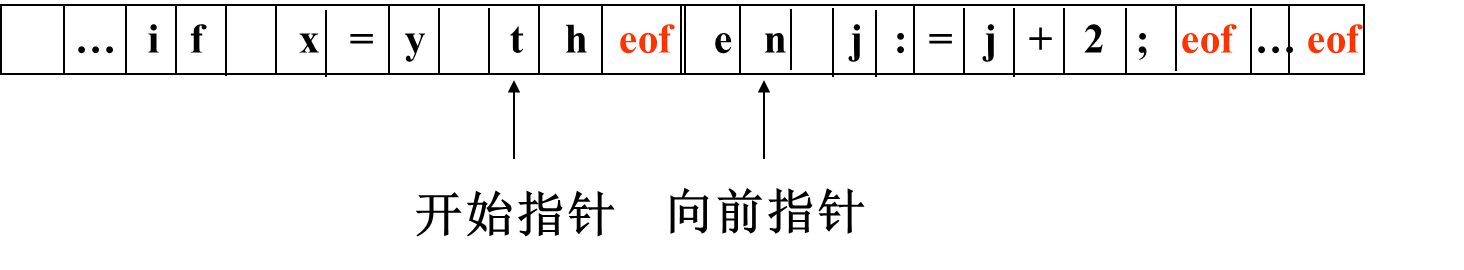 … i f x = y t h eof e n j : = j + 2 ; eof … eof
开始指针 向前指针